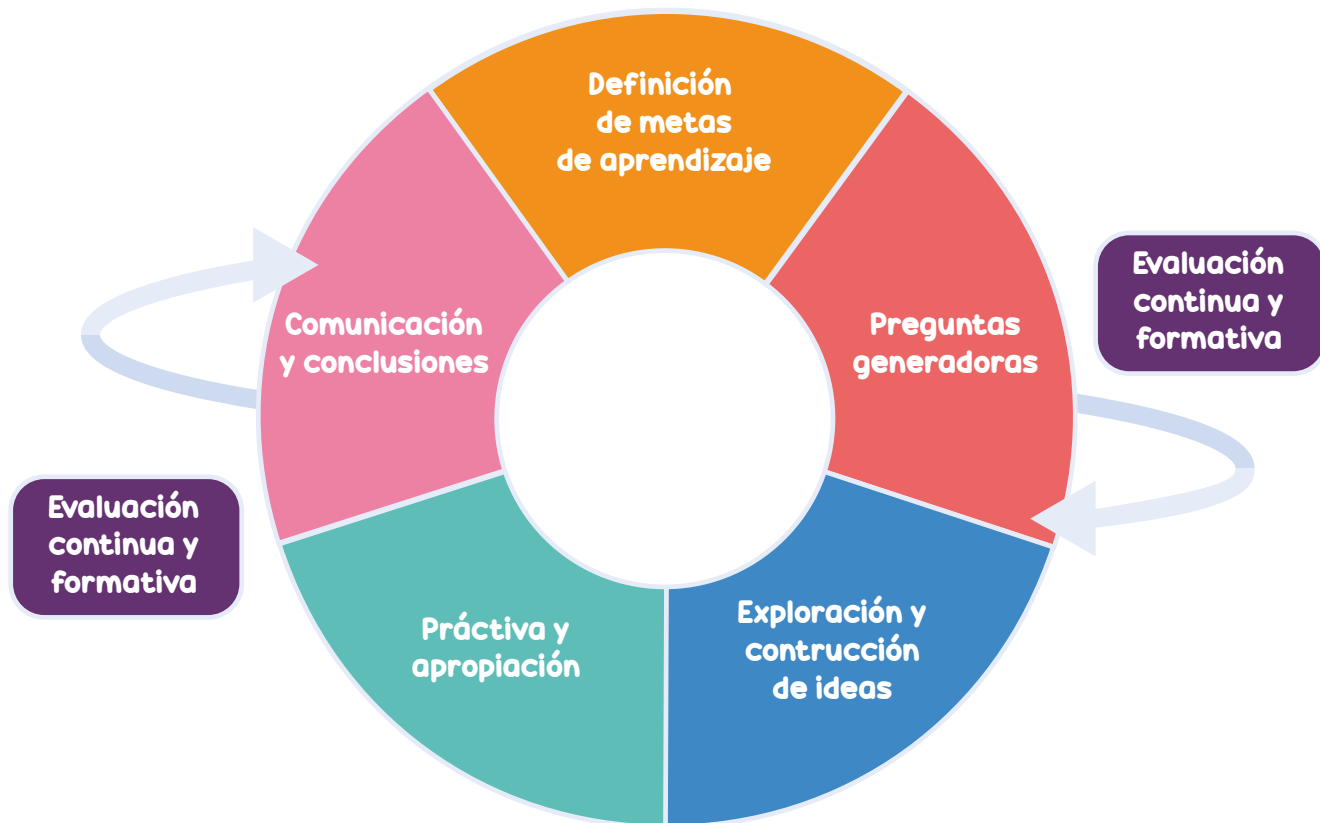 Definición
de metas
de aprendizaje
Preguntas
generadoras
Evaluación
continua y
formativa
Exploración y
contrucción
de ideas
Práctiva y
apropiación
Comunicación
y conclusiones
Evaluación
continua y
formativa